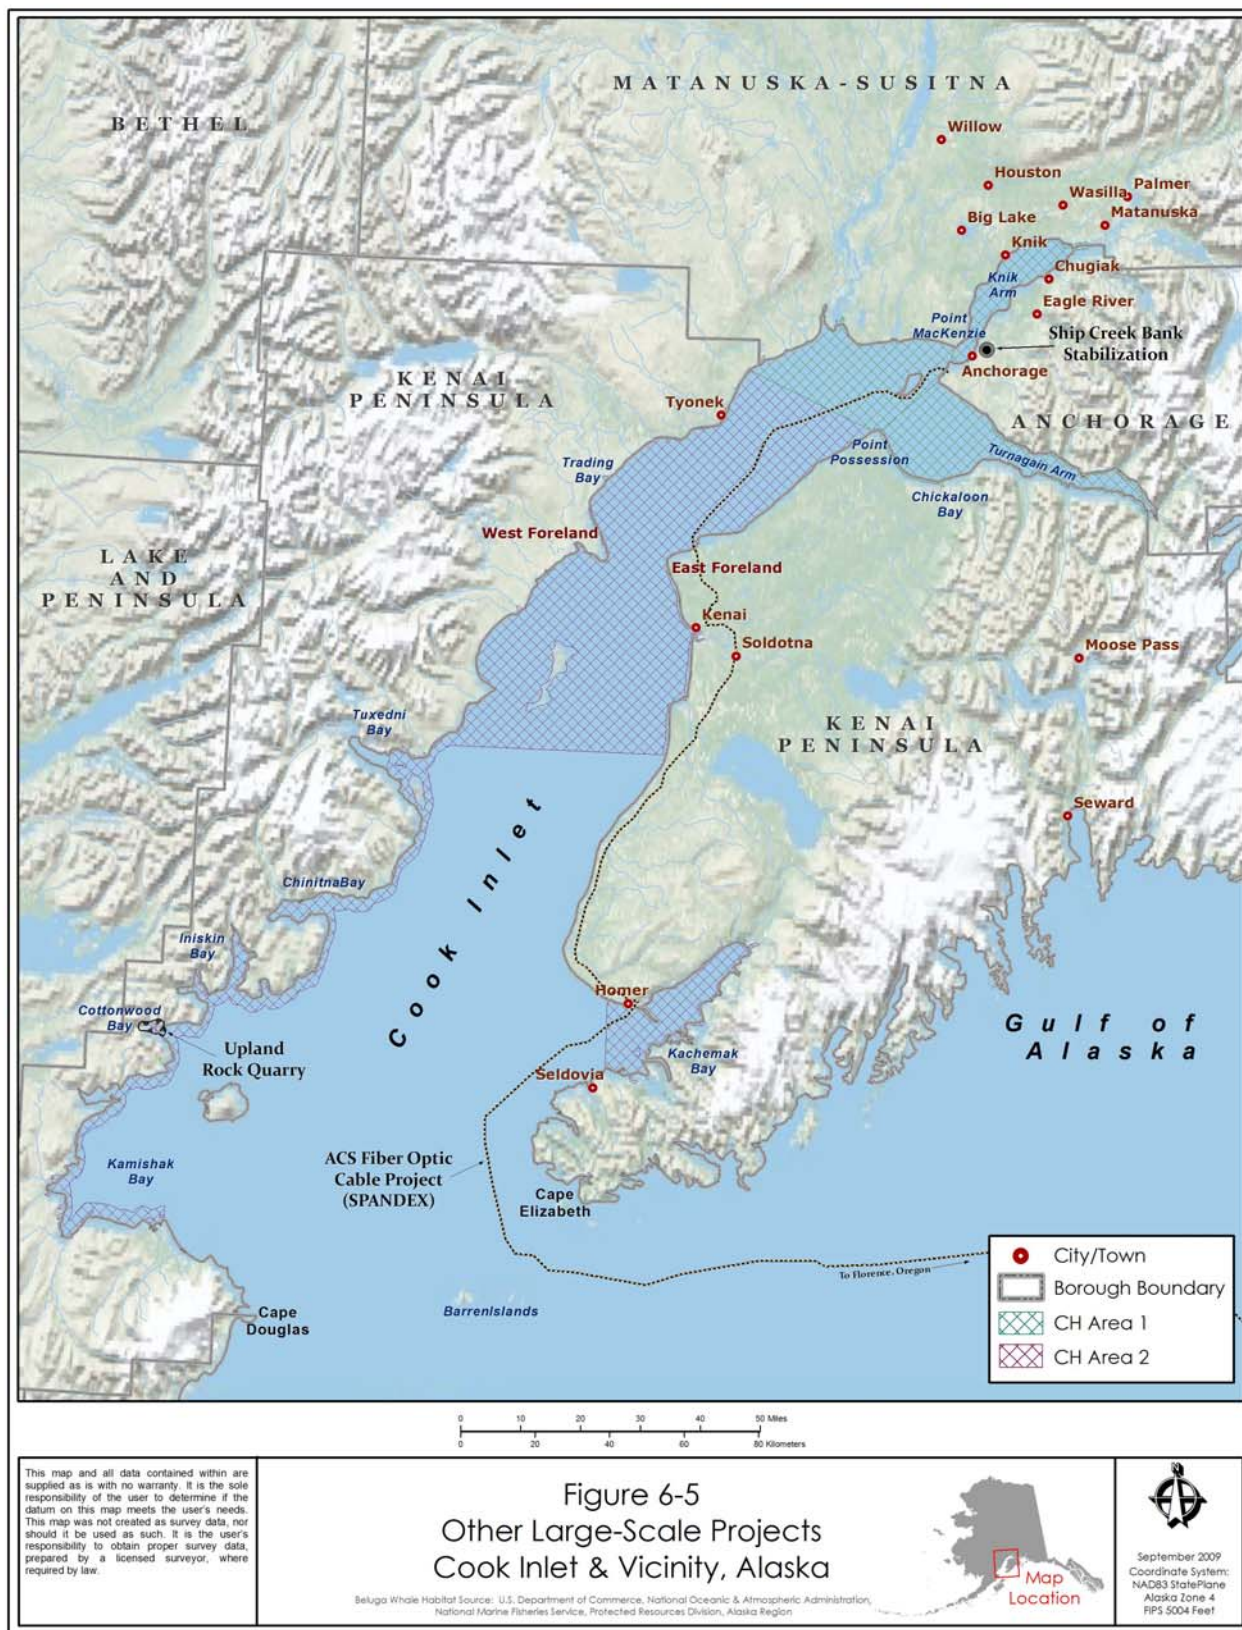 MATANUSKA-SUSITNA
BETHEL
Willow
Houston
Palmer
Wasilla
Matanuska
Big Lake
Knik
Chugiak
Knik
Arm
Eagle River
Point
MacKenzie
Ship Creek Bank
Stabilization
Anchorage
KENAI
PENINSULA
Tyonek
ANCHORAGE
Point
Possession
Turnagain Arm
Trading
Bay
Chickaloon
Bay
West Foreland
LAKE
AND
PENINSULA
East Foreland
Kenai
Soldotna
Moose Pass
Tuxedni
Bay
KENAI
PENINSULA
Seward
Cook Inlet
ChinitnaBay
Iniskin
Bay
Homer
Cottonwood
Bay
Gulf of
Alaska
Upland
Rock Quarry
Kachemak
Bay
Seldovia
ACS Fiber Optic
Cable Project
(SPANDEX)
Kamishak
Bay
Cape
Elizabeth
To Florence, Oregon
BarrenIslands
Cape
Douglas
City/Town
Borough Boundary
CH Area 1
CH Area 2
0 10 20 30 40 50 Miles
0 20 40 60 80 Kilometers
This map and all data contained within are
supplied as is with no warranty. It is the sole
responsibility of the user to determine if the
datum on this map meets the user's needs.
This map was not created as survey data, nor
should it be used as such. It is the user's
responsibility to obtain proper survey data,
prepared by a licensed surveyor, where
required by law.
Figure 6-5
Other Large-Scale Projects
Cook Inlet & Vicinity, Alaska
Beluga Whale Habitat Source: U.S. Department of Commerce, National Oceanic & Atmospheric Administration,
National Marine Fisheries Service, Protected Resources Division, Alaska Region
Map
Location
N
September 2009
Coordinate System:
NAD83 StatePlane
Alaska Zone 4
FIPS 5004 Feet